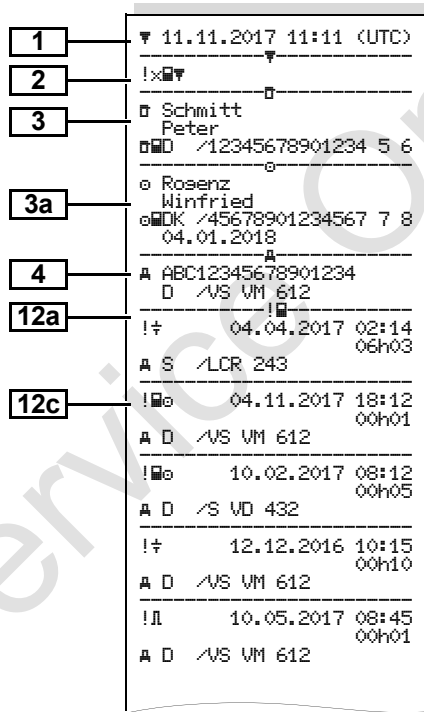 1 ▼ 11.11.2017 11:11 (UTC)
2 !×▼
3 Schmitt
Peter
D /12345678901234 5 6
3a ⊙ Rogenz
Winfried
⊙ DK /45678901234567 7 8
04.01.2018
4 A ABC12345678901234
D /VS VM 612
12a !÷ 04.04.2017 02:14
06h03
A S /LCR 243
12c !⊙ 04.11.2017 18:12
00h01
A D /VS VM 612
!⊙ 10.02.2017 08:12
00h05
A D /S VD 432
!÷ 12.12.2016 10:15
00h10
A D /VS VM 612
!Л 10.05.2017 08:45
00h01
A D /VS VM 612